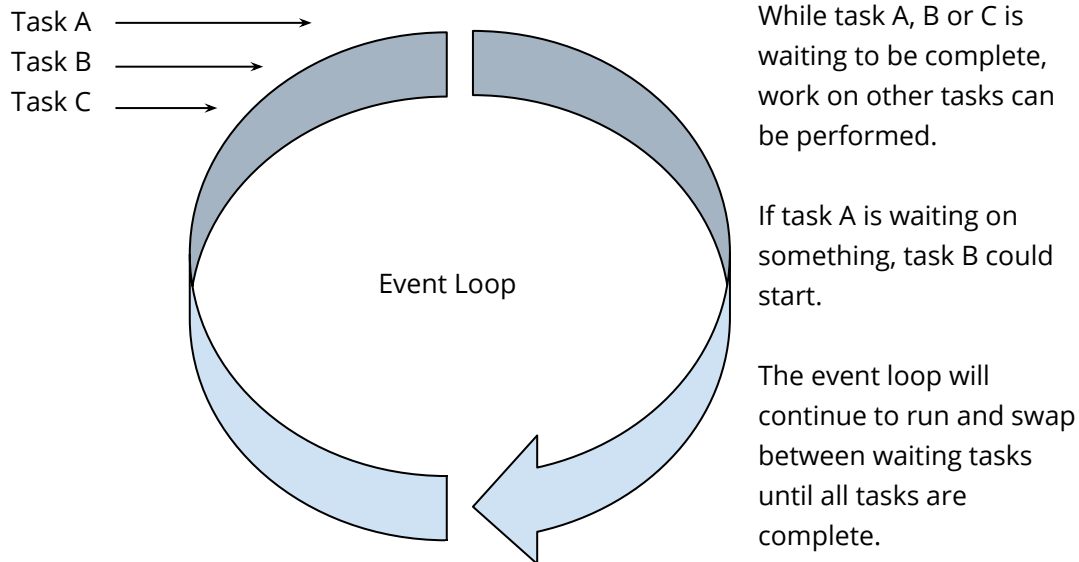 Task A
Task B
Task C
Event Loop
While task A, B or C is
waiting to be complete,
work on other tasks can
be performed.
If task A is waiting on
something, task B could
start.
The event loop will
continue to run and swap
between waiting tasks
until all tasks are
complete.